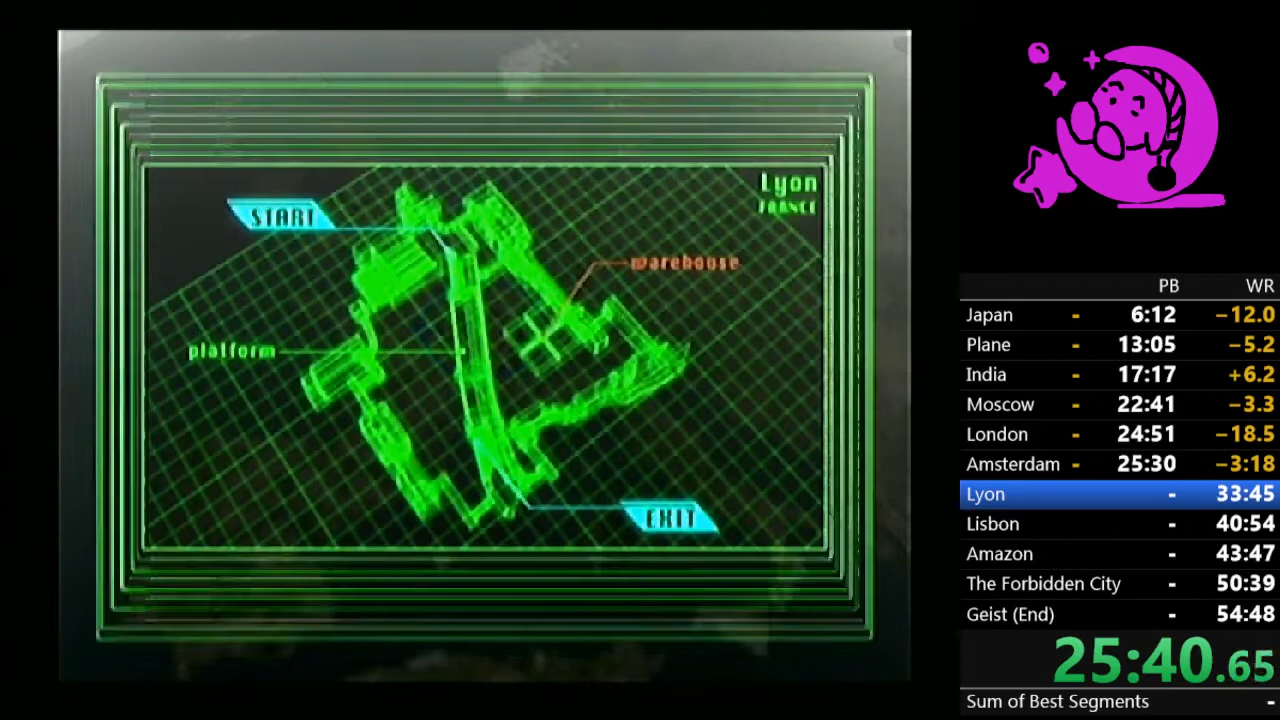 Lyon
FRANCE
START
warehouse
platform
EXIT
PB WR
Japan - 6:12 −12.0
Plane - 13:05 −5.2
India - 17:17 +6.2
Moscow - 22:41 −3.3
London - 24:51 −18.5
Amsterdam - 25:30 −3:18
Lyon - 33:45
Lisbon - 40:54
Amazon - 43:47
The Forbidden City - 50:39
Geist (End) - 54:48
25:40.65
Sum of Best Segments -